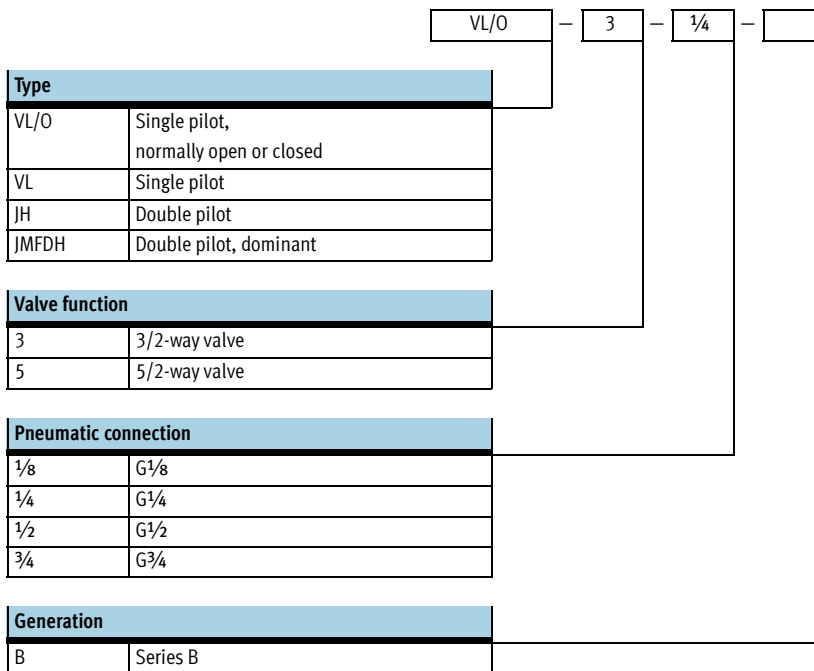 VL/O – 3 – ¼ –
Type
VL/O Single pilot,
normally open or closed
VL Single pilot
JH Double pilot
JMFDH Double pilot, dominant
Valve function
3 3/2-way valve
5 5/2-way valve
Pneumatic connection
⅛ G⅛
¼ G¼
½ G½
¾ G¾
Generation
B Series B